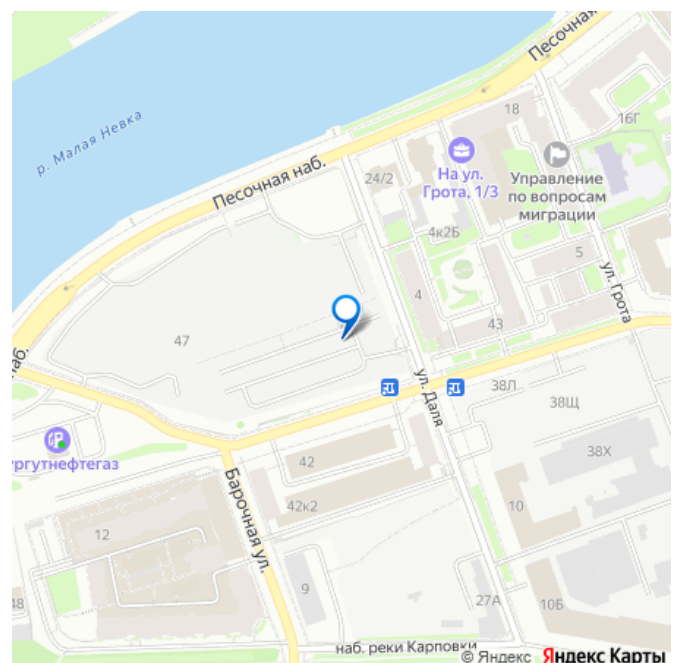 Песочная
18
16Г
р. Малая Невка
На ул.
Грота, 1/3
Управление
по вопросам
миграции
Песочная наб.
24/2
4к2Б
5
ул. Грота
4
43
47
наб.
ул. Даля
38Л
38Щ
38Х
ургутнефтегаз
42
42к2
Барочная ул.
10
12
9
48
27А
10Б
наб. реки Карповки
© Яндекс Яндекс Карты